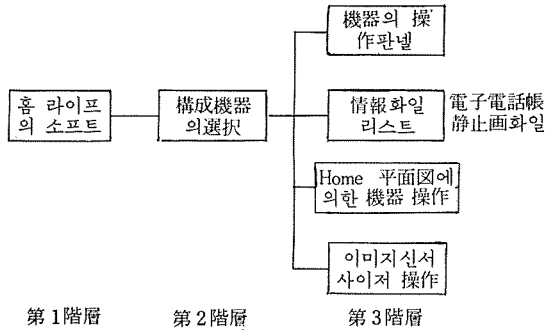 機器의 操
作판넬
홈 라이프
의 소프트
構成機器
의選択
情報화일
리스트
電子電話帳
静止画화일
Home 平面図에
의한 機器 操作
이미지신서
사이저 操作
第1階層
第2階層
第3階層